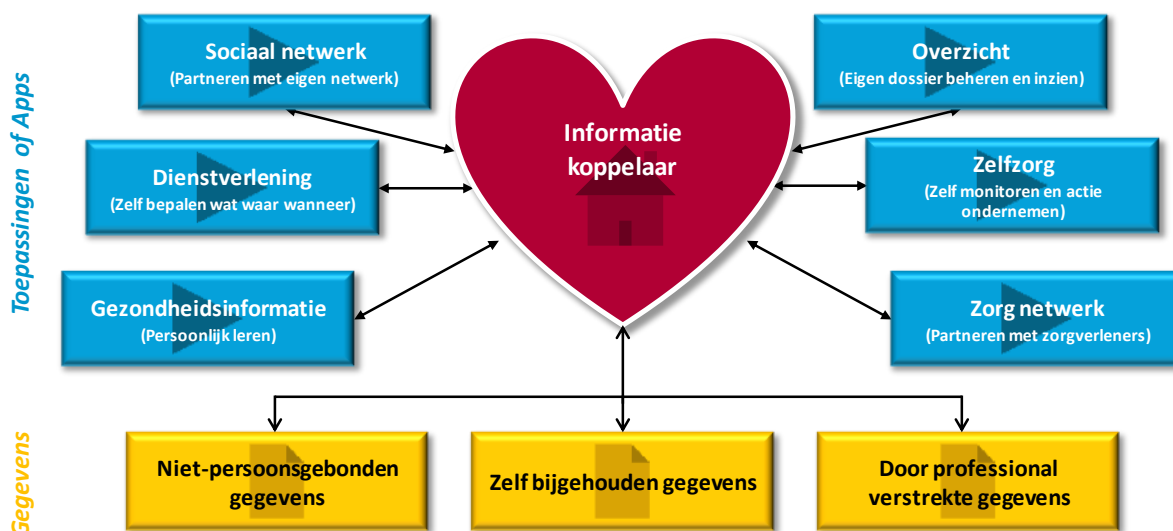 Toepassingen of Apps
Sociaal netwerk
(Partneren met eigen netwerk)
Dienstverlening
(Zelf bepalen wat waar wanneer)
Gezondheidsinformatie
(Persoonlijk leren)
Informatie
koppelaar
Overzicht
(Eigen dossier beheren en inzien)
Zelfzorg
(Zelf monitoren en actie
ondernemen)
Zorg netwerk
(Partneren met zorgverleners)
Gegevens
Niet-persoonsgebonden
gegevens
Zelf bijgehouden gegevens
Door professional
verstrekte gegevens